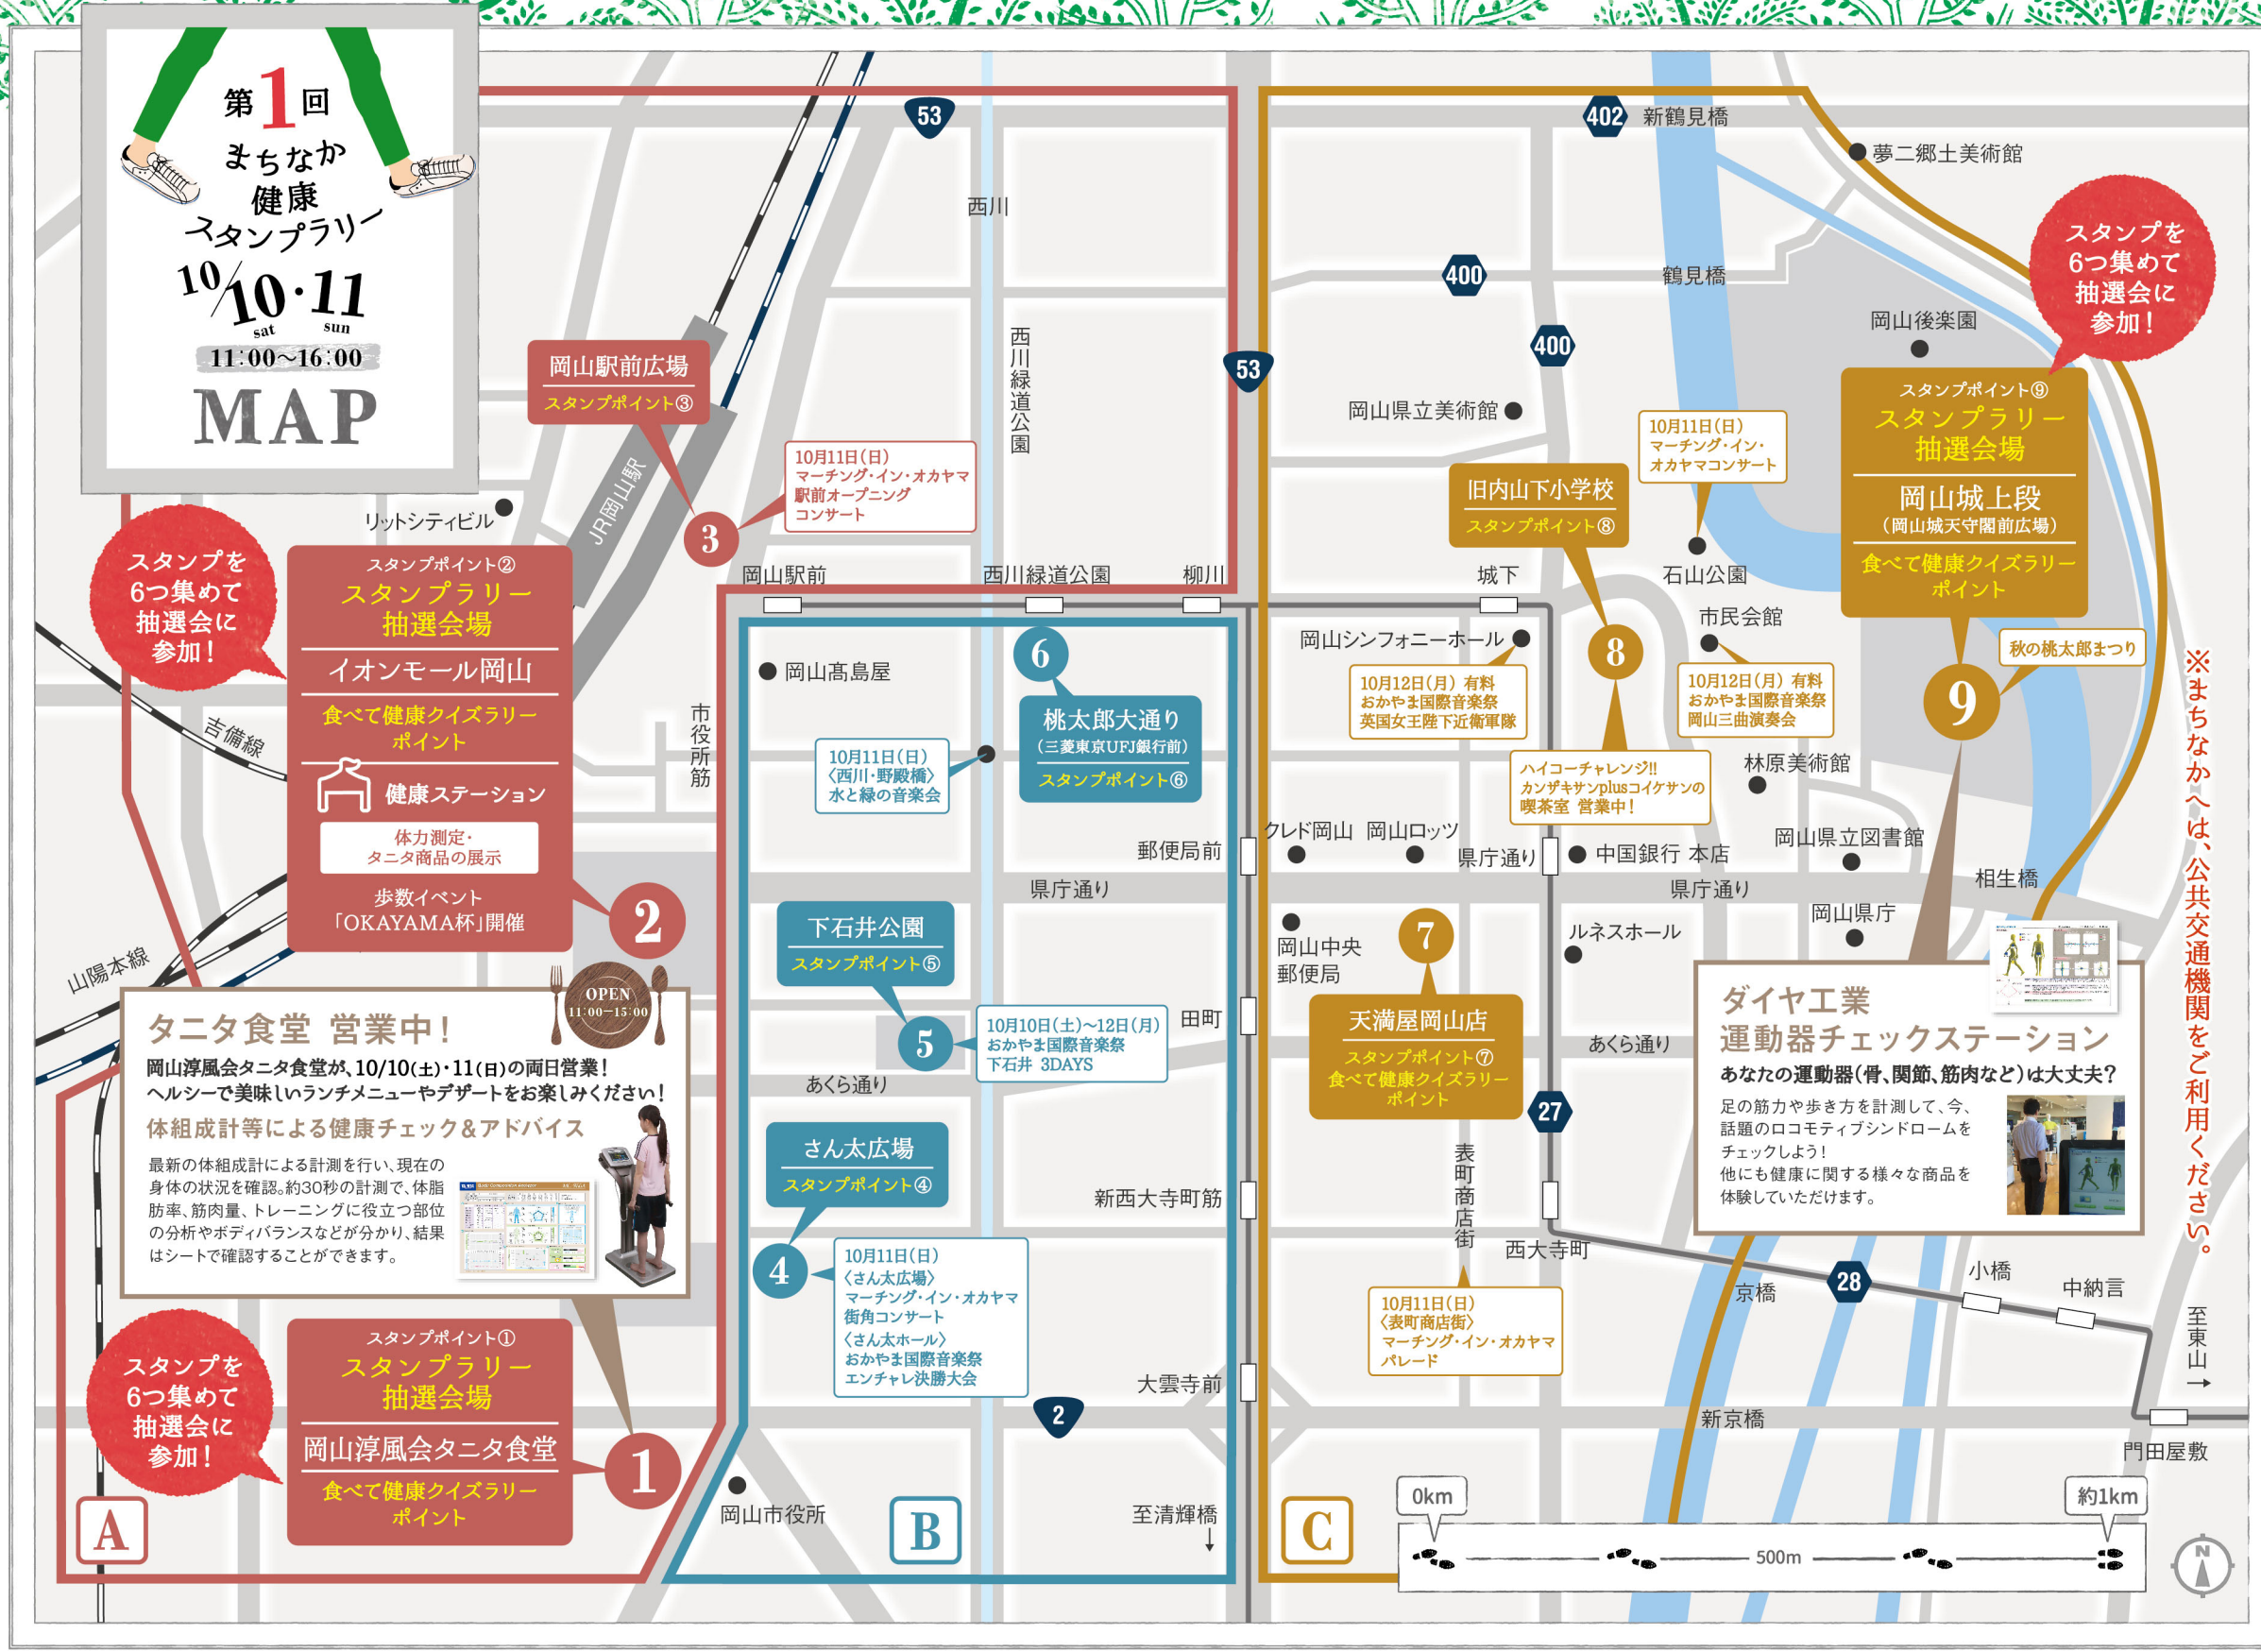 第1回
まちなか
健康
スタンプラリー
10/10・11
sat sun
11:00〜16:00
MAP
53
402
新鶴見橋
夢二郷土美術館
西川
スタンプを
6つ集めて
抽選会に
参加!
400
鶴見橋
岡山後楽園
西川緑道公園
53
400
岡山駅前広場
スタンプポイント③
3
10月11日(日)
マーチング・イン・オカヤマ
駅前オープニング
コンサート
JR岡山駅
リットシティビル
岡山県立美術館
10月11日(日)
マーチング・イン・
オカヤマコンサート
旧内山下小学校
スタンプポイント⑧
8
石山公園
スタンプポイント⑨
スタンプラリー
抽選会場
岡山城上段
(岡山城天守閣前広場)
食べて健康クイズラリー
ポイント
9
秋の桃太郎まつり
スタンプを
6つ集めて
抽選会に
参加!
スタンプポイント②
スタンプラリー
抽選会場
イオンモール岡山
食べて健康クイズラリー
ポイント
健康ステーション
体力測定・
タニタ商品の展示
歩数イベント
「OKAYAMA杯」開催
2
岡山駅前
西川緑道公園
柳川
城下
市民会館
岡山シンフォニーホール
10月12日(月) 有料
おかやま国際音楽祭
英国女王陛下近衛軍隊
10月12日(月) 有料
おかやま国際音楽祭
岡山三曲演奏会
ハイコーチャレンジ!!
カンザキサンplusコイケサンの
喫茶室 営業中!
林原美術館
岡山髙島屋
6
桃太郎大通り
(三菱東京UFJ銀行前)
スタンプポイント⑥
10月11日(日)
〈西川・野殿橋〉
水と緑の音楽会
市役所筋
吉備線
山陽本線
郵便局前
クレド岡山
岡山ロッツ
県庁通り
中国銀行 本店
岡山県立図書館
県庁通り
県庁通り
相生橋
岡山県庁
下石井公園
スタンプポイント⑤
5
10月10日(土)〜12日(月)
おかやま国際音楽祭
下石井 3DAYS
岡山中央
郵便局
7
天満屋岡山店
スタンプポイント⑦
食べて健康クイズラリー
ポイント
ルネスホール
田町
あくら通り
あくら通り
27
※まちなかへは、公共交通機関をご利用ください。
OPEN
11:00-15:00
タニタ食堂 営業中!
岡山淳風会タニタ食堂が、10/10(土)・11(日)の両日営業!
ヘルシーで美味しいランチメニューやデザートをお楽しみください!
体組成計等による健康チェック&アドバイス
最新の体組成計による計測を行い、現在の
身体の状況を確認。約30秒の計測で、体脂
肪率、筋肉量、トレーニングに役立つ部位
の分析やボディバランスなどが分かり、結果
はシートで確認することができます。
ダイヤ工業
運動器チェックステーション
あなたの運動器(骨、関節、筋肉など)は大丈夫?
足の筋力や歩き方を計測して、今、
話題のロコモティブシンドロームを
チェックしよう!
他にも健康に関する様々な商品を
体験していただけます。
さん太広場
スタンプポイント④
4
10月11日(日)
〈さん太広場〉
マーチング・イン・オカヤマ
街角コンサート
〈さん太ホール〉
おかやま国際音楽祭
エンチャレ決勝大会
新西大寺町筋
表町商店街
西大寺町
10月11日(日)
〈表町商店街〉
マーチング・イン・オカヤマ
パレード
京橋
28
小橋
中納言
至東山→
大雲寺前
2
新京橋
門田屋敷
スタンプを
6つ集めて
抽選会に
参加!
スタンプポイント①
スタンプラリー
抽選会場
岡山淳風会タニタ食堂
食べて健康クイズラリー
ポイント
1
岡山市役所
至清輝橋
↓
A
B
C
0km
500m
約1km
N